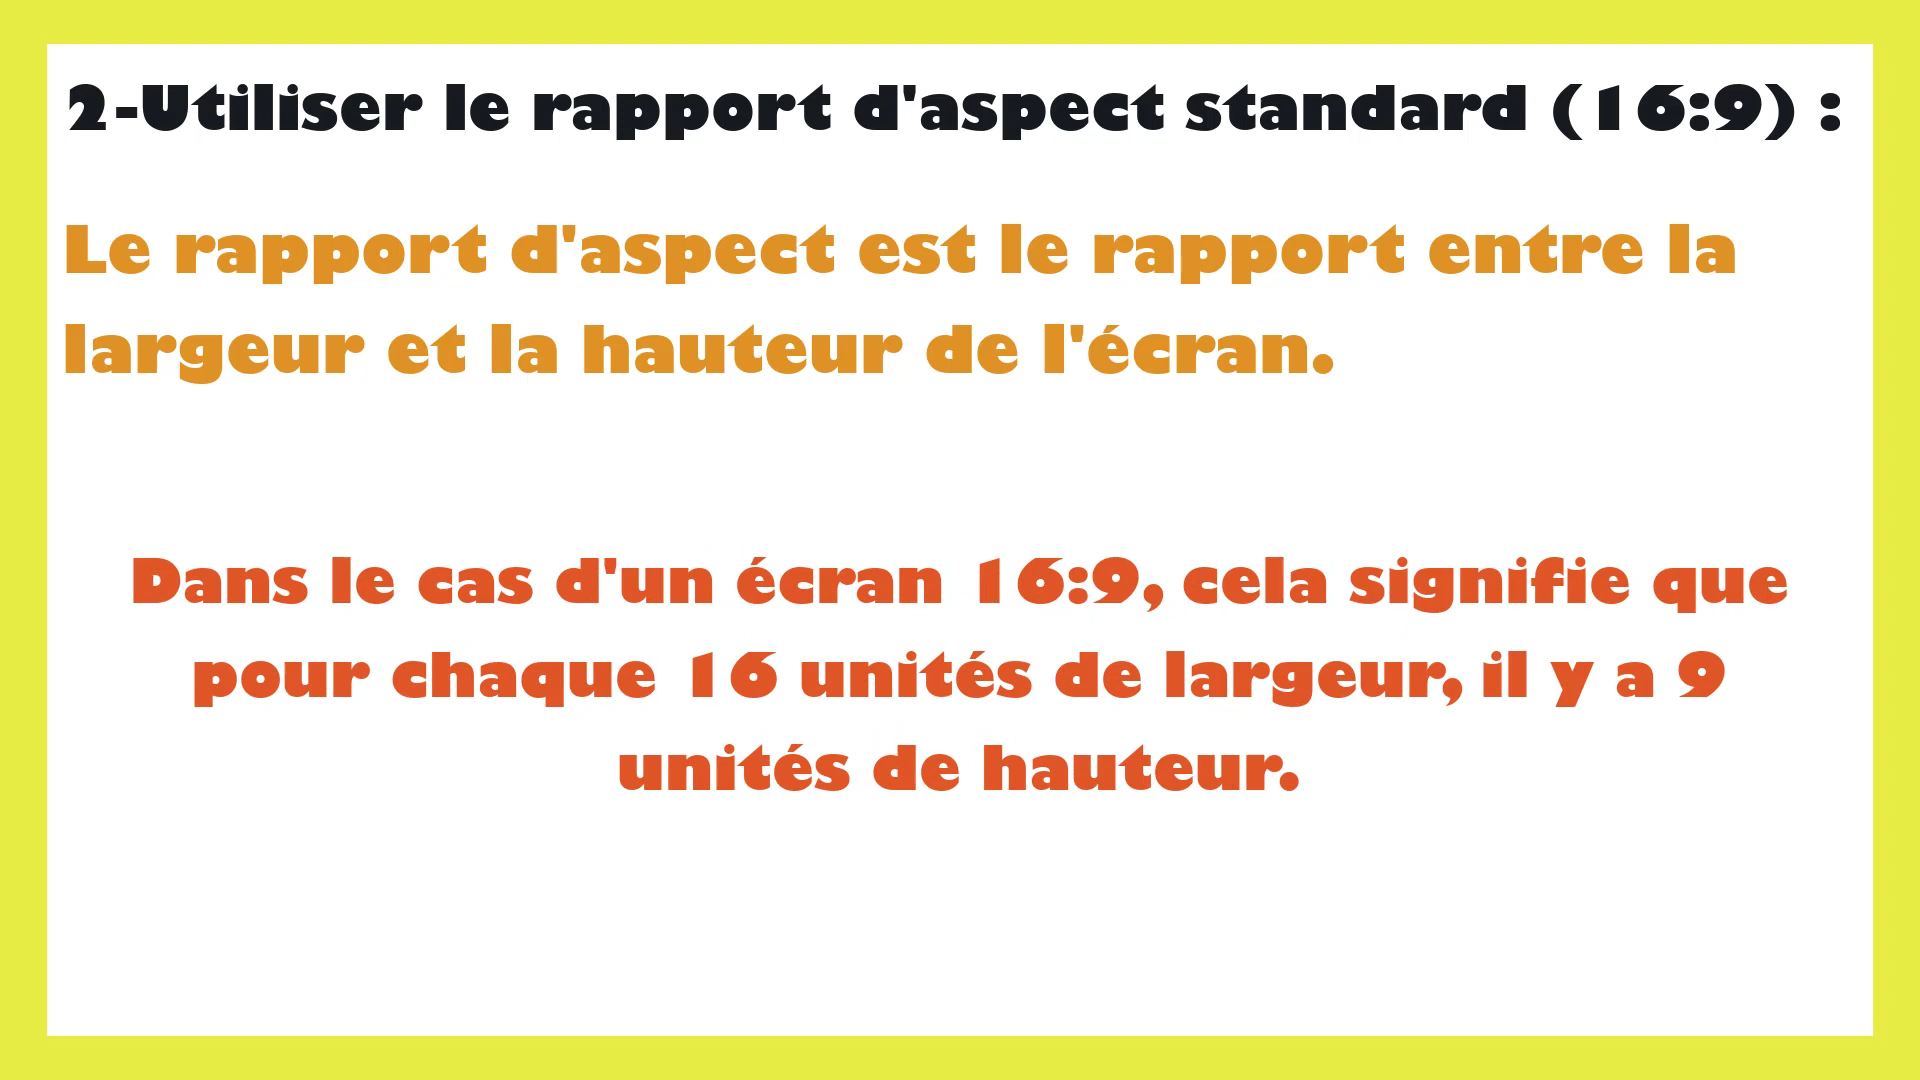 2-Utiliser le rapport d'aspect standard (16:9) :
Le rapport d'aspect est le rapport entre la
largeur et la hauteur de l'écran.
Dans le cas d'un écran 16:9, cela signifie que
pour chaque 16 unités de largeur, il y a 9
unités de hauteur.